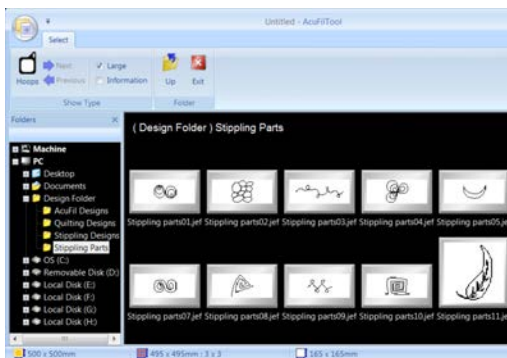 Untitled - AcuFilTool
Select
Hoops
Next
Previous
Large
Information
Up
Exit
Show Type
Folder
Folders
Machine
PC
Desktop
Documents
Design Folder
AcuFil Designs
Quilting Designs
Stippling Designs
Stippling Parts
OS (C:)
Removable Disk (D:)
Local Disk (E:)
Local Disk (F:)
Local Disk (G:)
Local Disk (H:)
( Design Folder ) Stippling Parts
Stippling parts01.jef Stippling parts02.jef Stippling parts03.jef Stippling parts04.jef Stippling parts05.je
Stippling parts07.jef Stippling parts08.jef Stippling parts09.jef Stippling parts10.jef Stippling parts11.je
500 x 500mm 495 x 495mm : 3 x 3 165 x 165mm